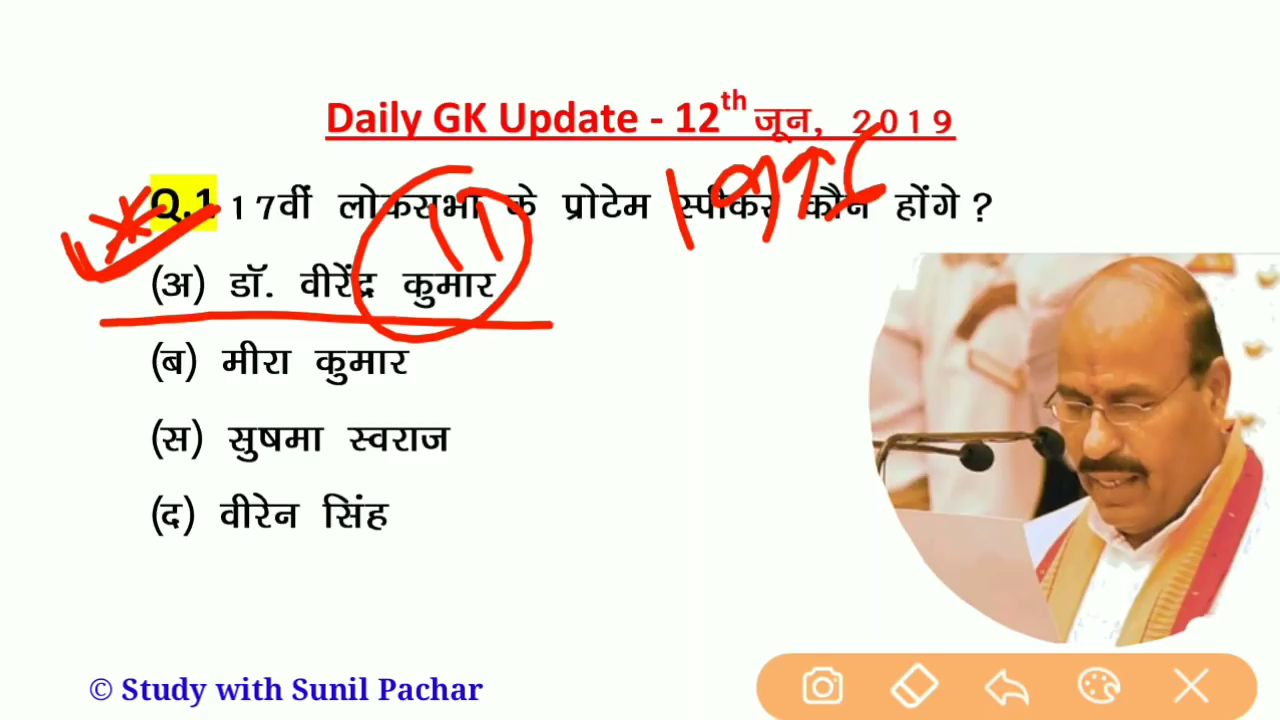 Daily GK Update - 12th जून, 2019
Q.1 17वीं लोकसभा के प्रोटेम स्पीकर कौन होंगे ?
(अ) डॉ. वीरेंद्र कुमार
(ब) मीरा कुमार
(स) सुषमा स्वराज
(द) वीरेन सिंह
© Study with Sunil Pachar